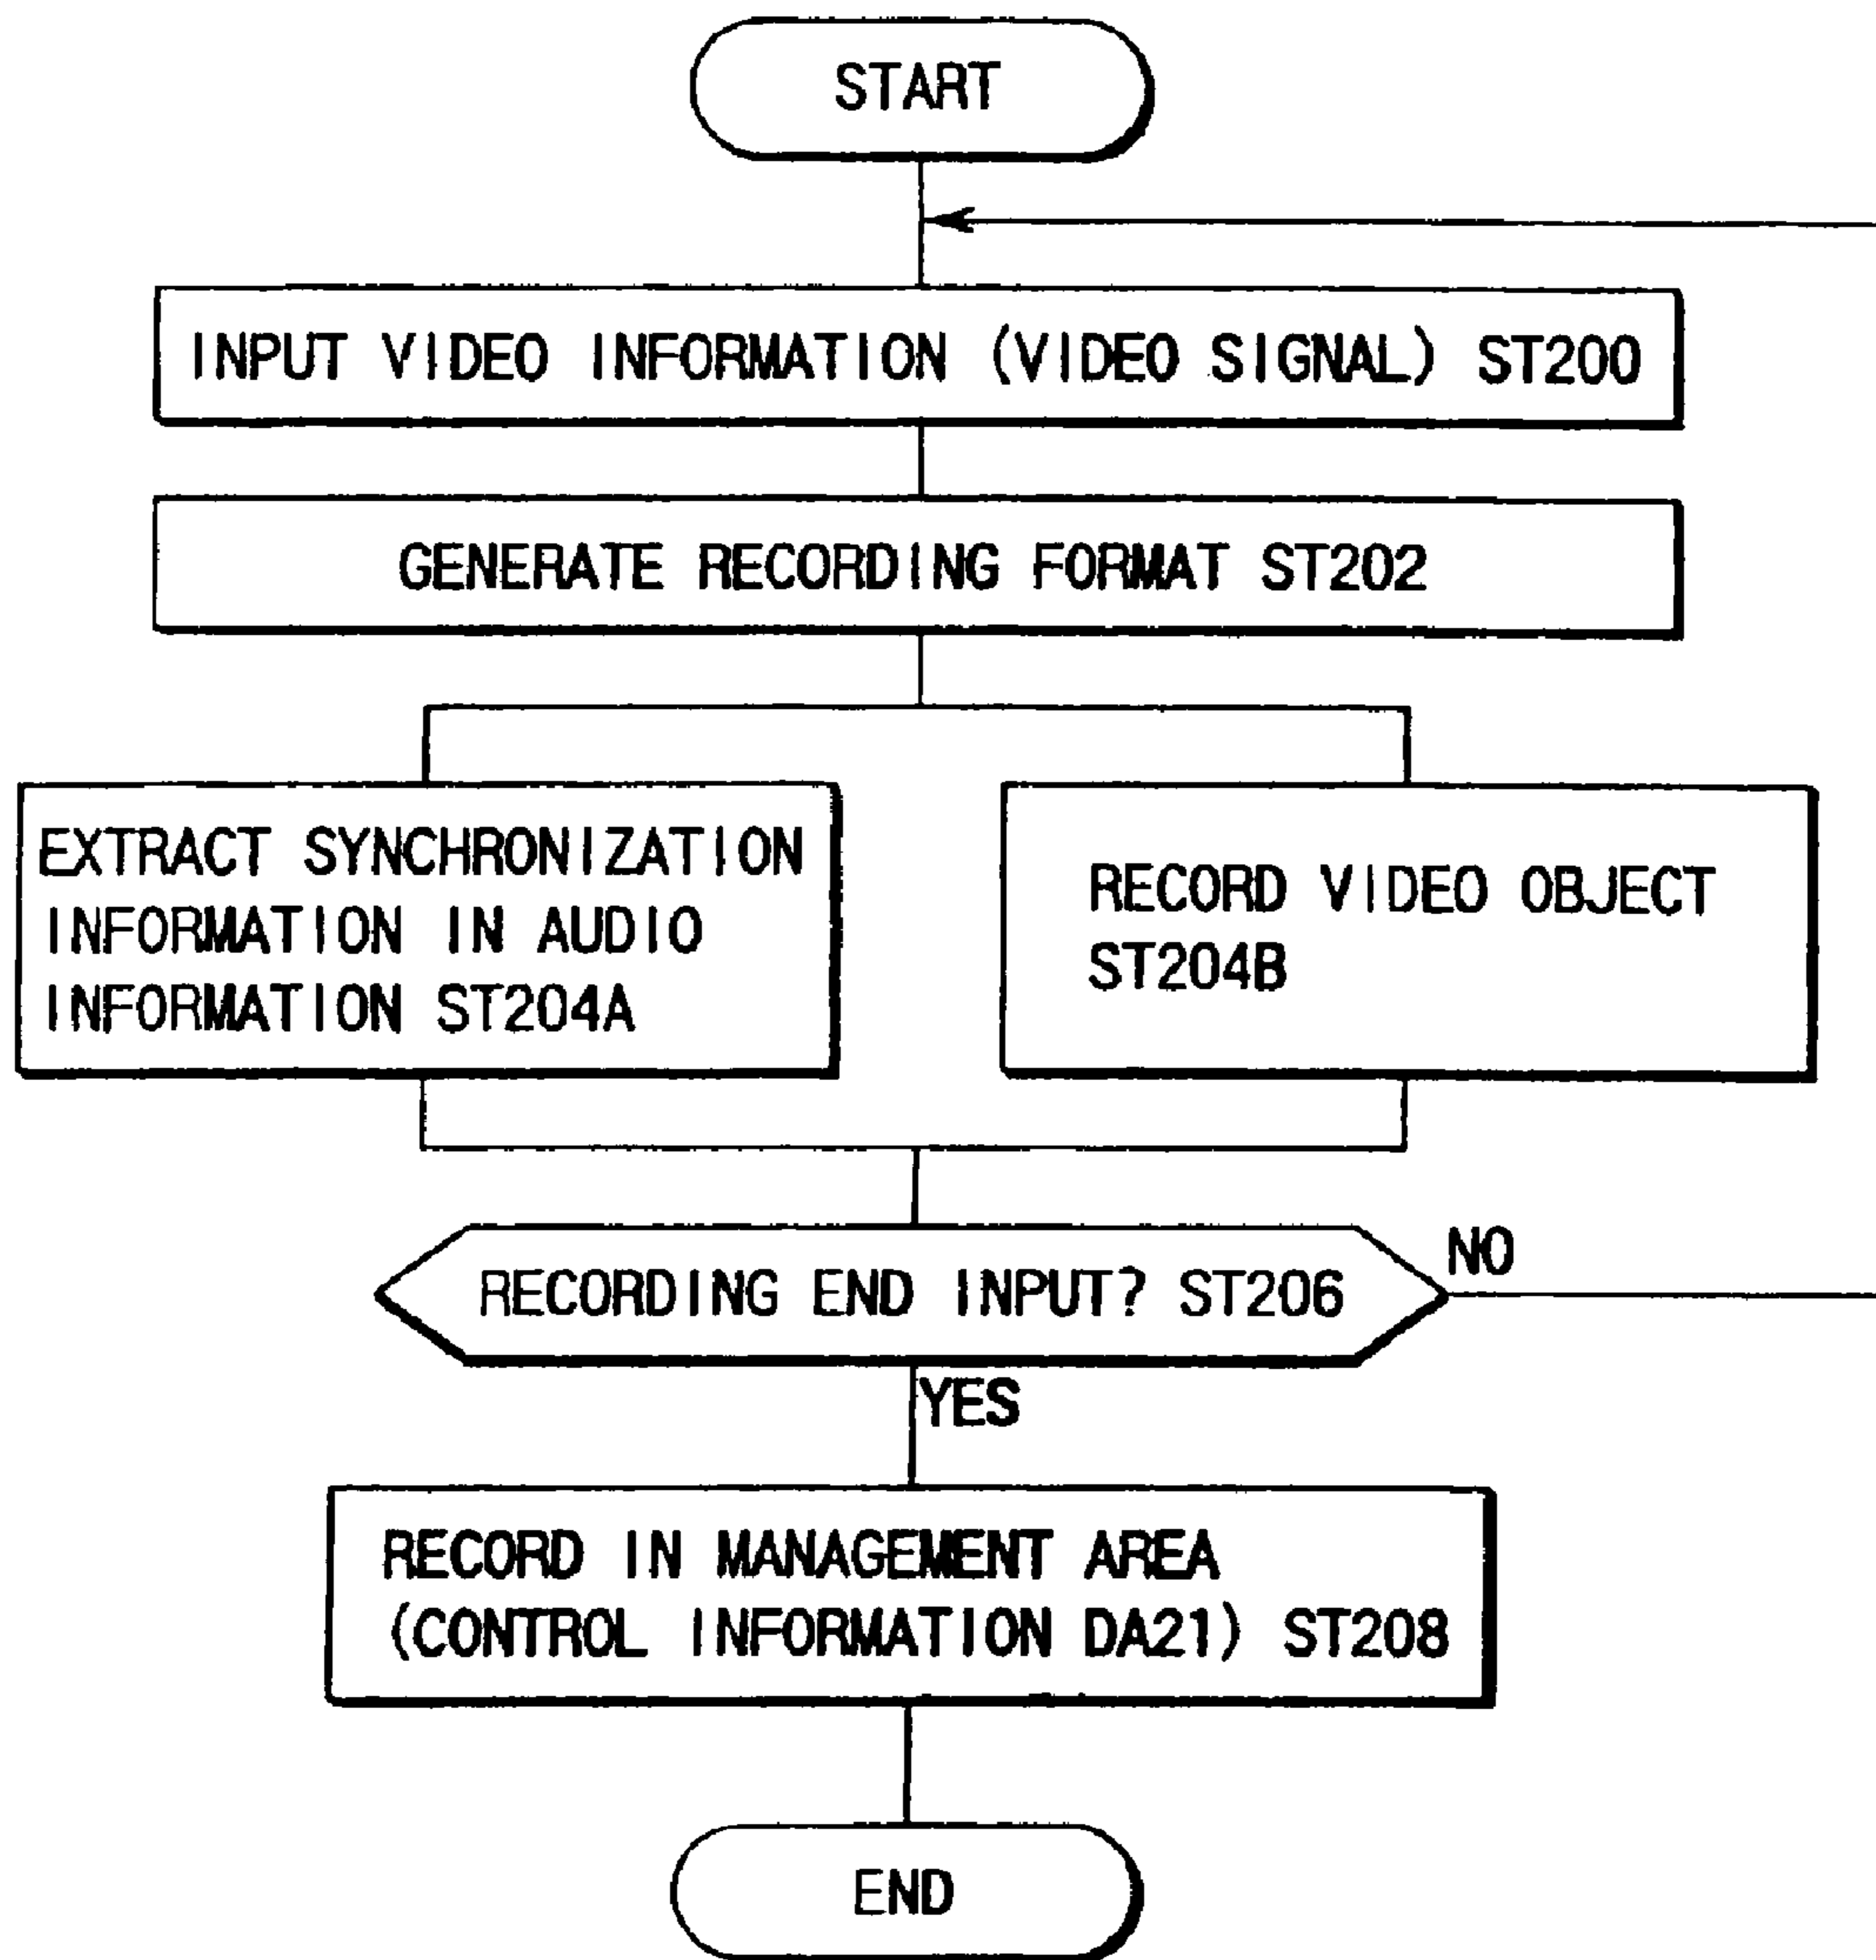 START
INPUT VIDEO INFORMATION (VIDEO SIGNAL) ST200
GENERATE RECORDING FORMAT ST202
EXTRACT SYNCHRONIZATION
INFORMATION IN AUDIO
INFORMATION ST204A
RECORD VIDEO OBJECT
ST204B
RECORDING END INPUT? ST206
NO
YES
RECORD IN MANAGEMENT AREA
(CONTROL INFORMATION DA21) ST208
END